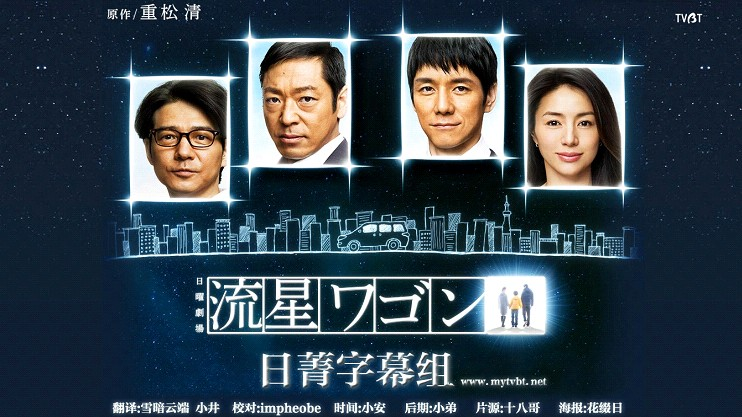 原作/重松 清
TVBT
日曜劇場
流星ワゴン
日菁字幕组 www.mytvbt.net
翻译:雪暗云端 小井 校对:impheobe 时间:小安 后期:小弟 片源:十八哥 海报:花缀日